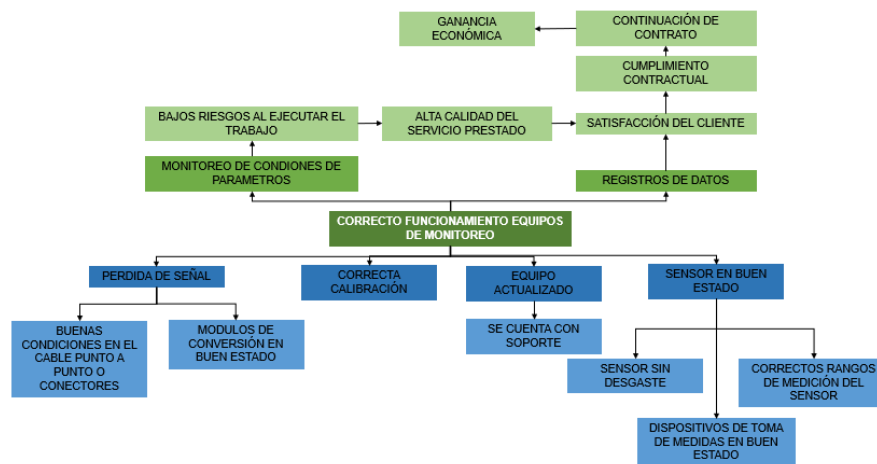 GANANCIA
ECONÓMICA
CONTINUACIÓN DE
CONTRATO
CUMPLIMIENTO
CONTRACTUAL
BAJOS RIESGOS AL EJECUTAR EL
TRABAJO
ALTA CALIDAD DEL
SERVICIO PRESTADO
SATISFACCIÓN DEL CLIENTE
MONITOREO DE CONDIONES DE
PARAMETROS
REGISTROS DE DATOS
CORRECTO FUNCIONAMIENTO EQUIPOS
DE MONITOREO
PERDIDA DE SEÑAL
CORRECTA
CALIBRACIÓN
EQUIPO
ACTUALIZADO
SENSOR EN BUEN
ESTADO
BUENAS
CONDICIONES EN EL
CABLE PUNTO A
PUNTO O
CONECTORES
MODULOS DE
CONVERSIÓN EN
BUEN ESTADO
SE CUENTA CON
SOPORTE
SENSOR SIN
DESGASTE
CORRECTOS RANGOS
DE MEDICIÓN DEL
SENSOR
DISPOSITIVOS DE TOMA
DE MEDIDAS EN BUEN
ESTADO